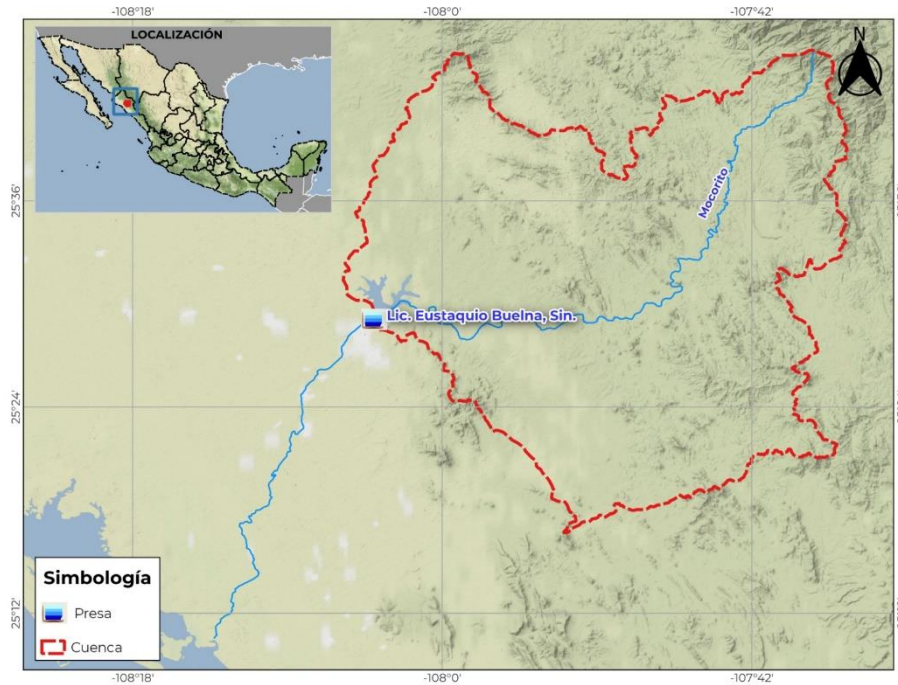 -108°18'
-108°0'
-107°42'
LOCALIZACIÓN
N
25°36'
Mocorito
Lic. Eustaquio Buelna, Sin.
25°24'
25°12'
Simbología
Presa
Cuenca
-108°18'
-108°0'
-107°42'